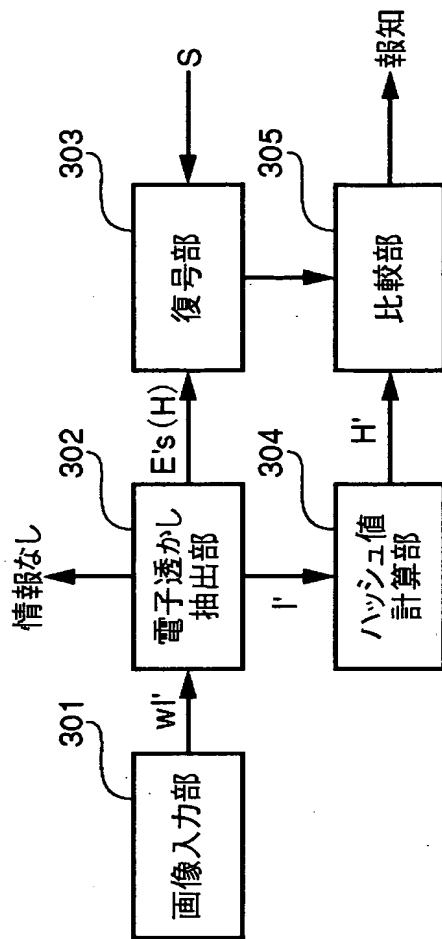 情報なし
301
画像入力部
wI'
302
電子透かし
抽出部
E's(H)
303
復号部
S
I'
304
ハッシュ値
計算部
H'
305
比較部
報知